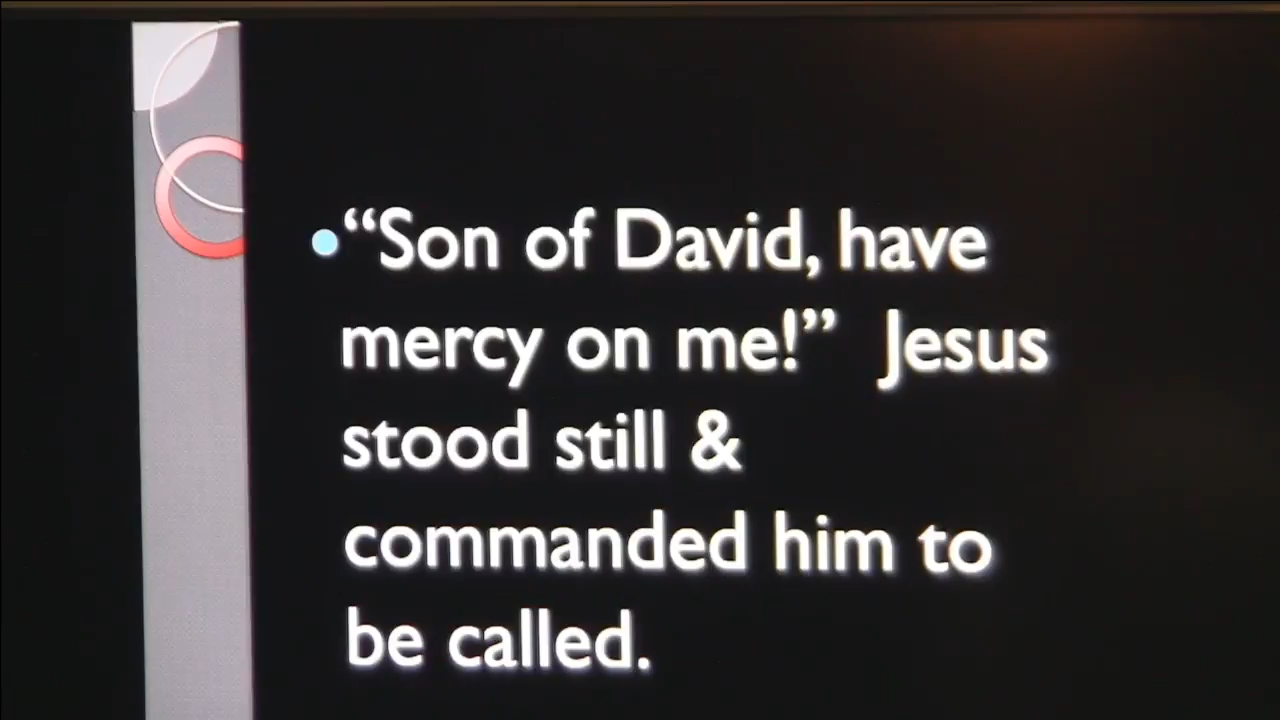 •“Son of David, have
mercy on me!”  Jesus
stood still &
commanded him to
be called.